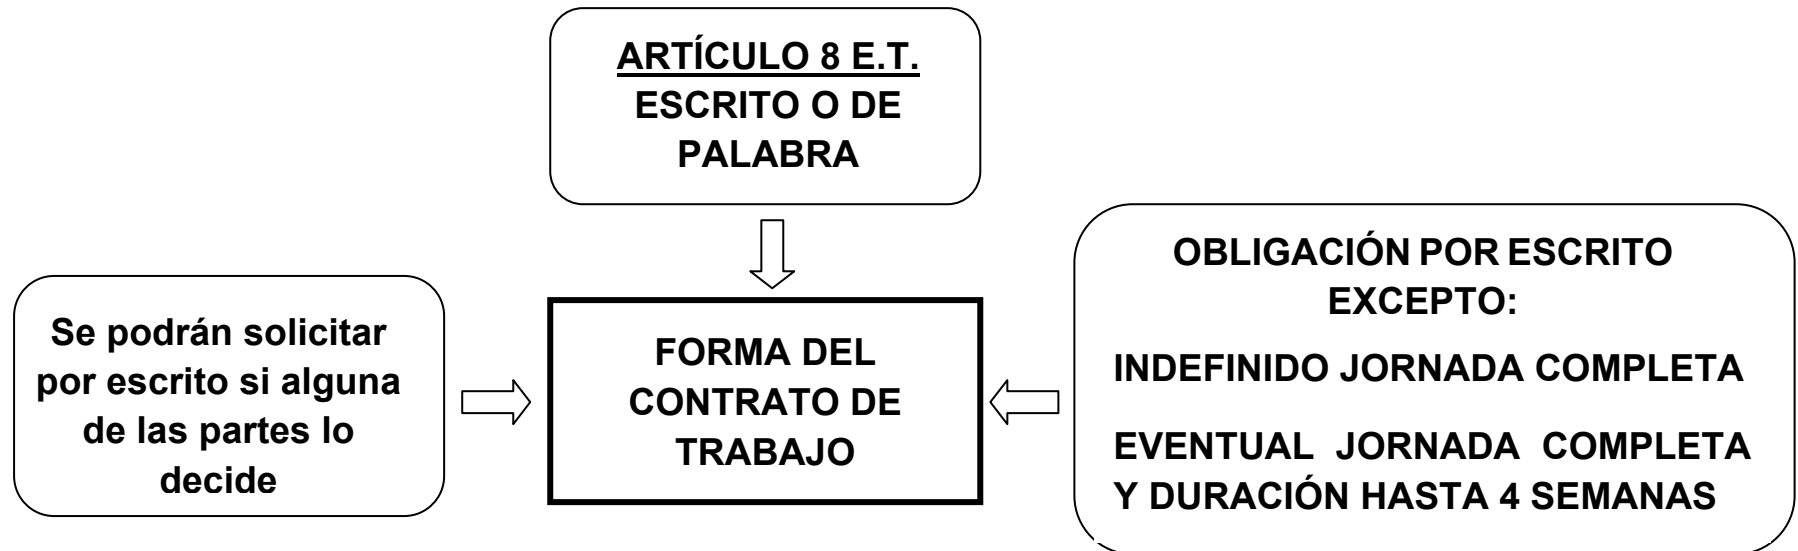 ARTÍCULO 8 E.T.
ESCRITO O DE
PALABRA
Se podrán solicitar
por escrito si alguna
de las partes lo
decide
FORMA DEL
CONTRATO DE
TRABAJO
OBLIGACIÓN POR ESCRITO
EXCEPTO:
INDEFINIDO JORNADA COMPLETA
EVENTUAL JORNADA COMPLETA
Y DURACIÓN HASTA 4 SEMANAS